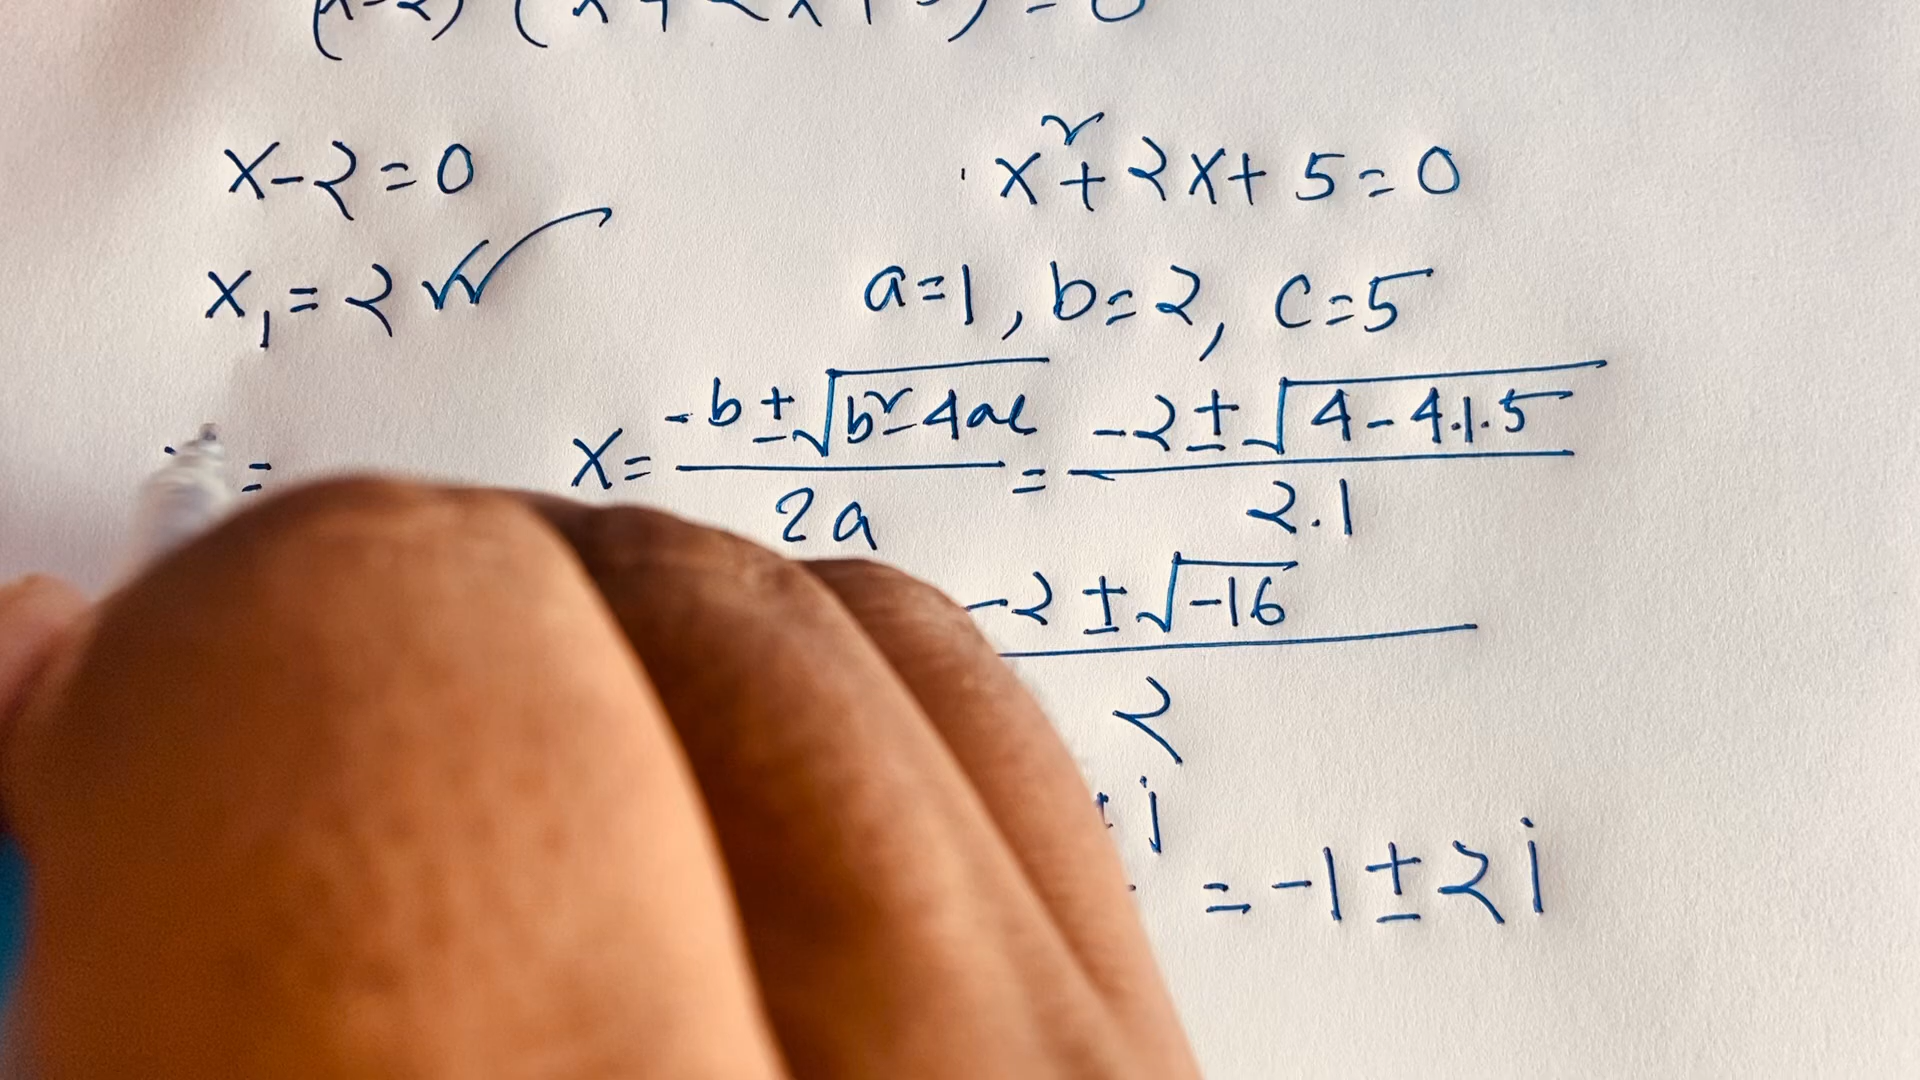 x-2=0
x₁=2
=
x²+2x+5=0
a=1, b=2, c=5
x= -b±√(b²-4ac) / 2a = -2±√(4-4.1.5) / 2.1
-2±√-16 / 2
i
= -1±2i